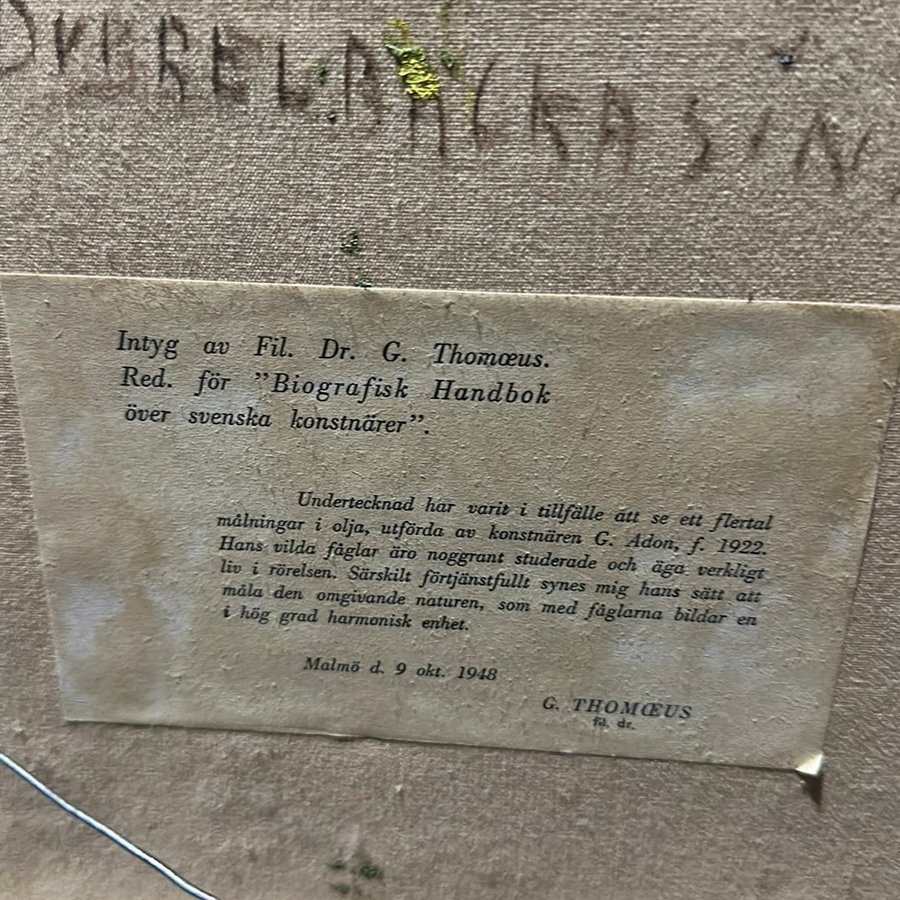 Intyg av Fil. Dr. G. Thomœus.
Red. för ”Biografisk Handbok
över svenska konstnärer”.
Undertecknad har varit i tillfälle att se ett flertal
målningar i olja, utförda av konstnären G. Adon, f. 1922.
Hans vilda fåglar äro noggrant studerade och äga verkligt
liv i rörelsen. Särskilt förtjänstfullt synes mig hans sätt att
måla den omgivande naturen, som med fåglarna bildar en
i hög grad harmonisk enhet.
Malmö d. 9 okt. 1948
G. THOMŒUS
fil. dr.